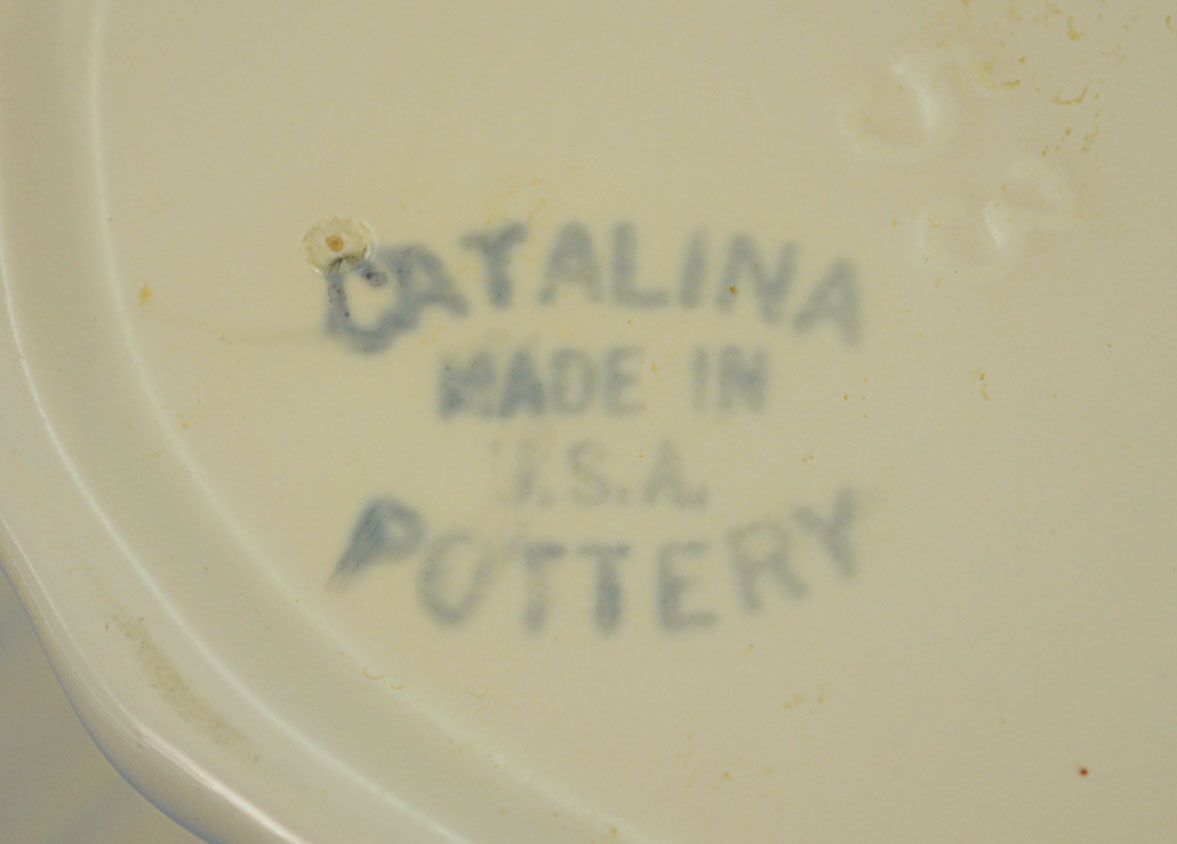 CATALINA
MADE IN
U.S.A.
POTTERY